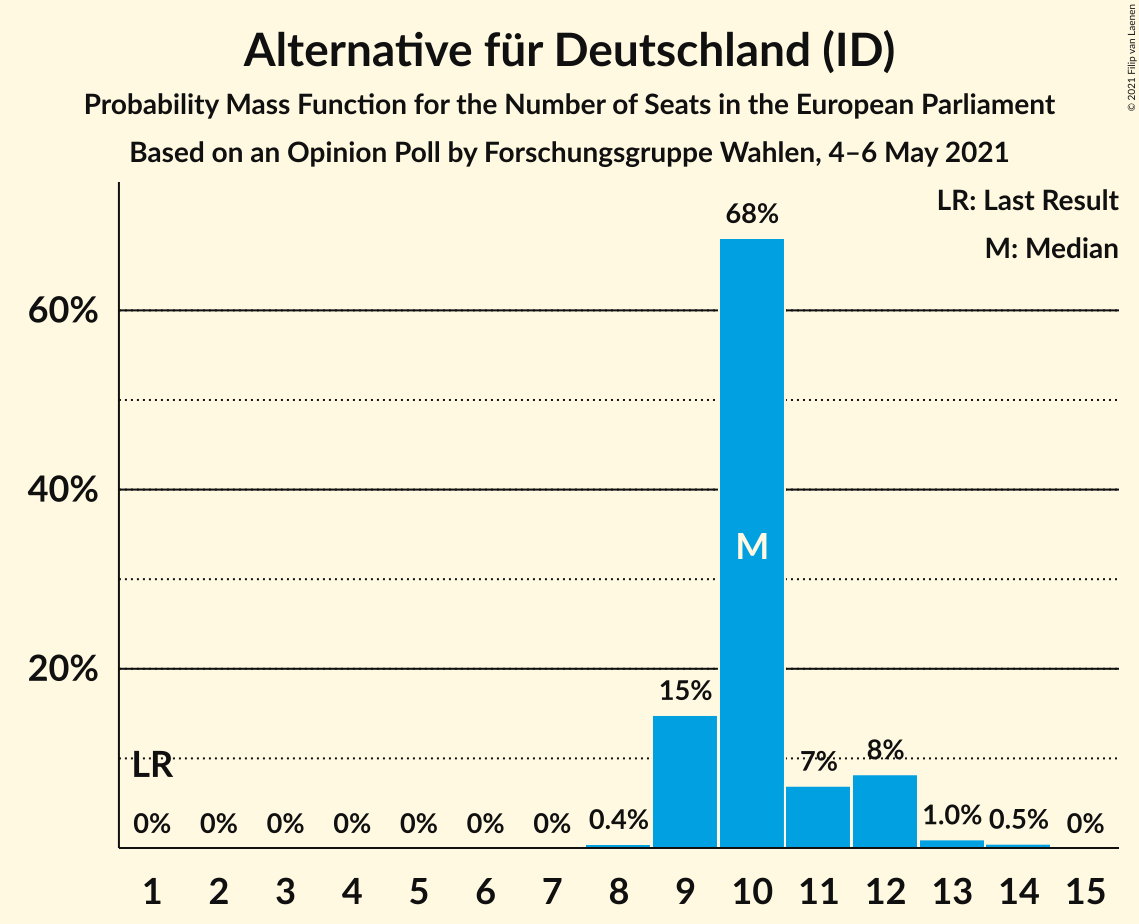 Alternative für Deutschland (ID)
Probability Mass Function for the Number of Seats in the European Parliament
Based on an Opinion Poll by Forschungsgruppe Wahlen, 4–6 May 2021
© 2021 Filip van Laenen
LR: Last Result
M: Median
68%
60%
40%
M
20%
15%
LR
7%
8%
0% 0% 0% 0% 0% 0% 0% 0.4% 1.0% 0.5% 0%
1 2 3 4 5 6 7 8 9 10 11 12 13 14 15